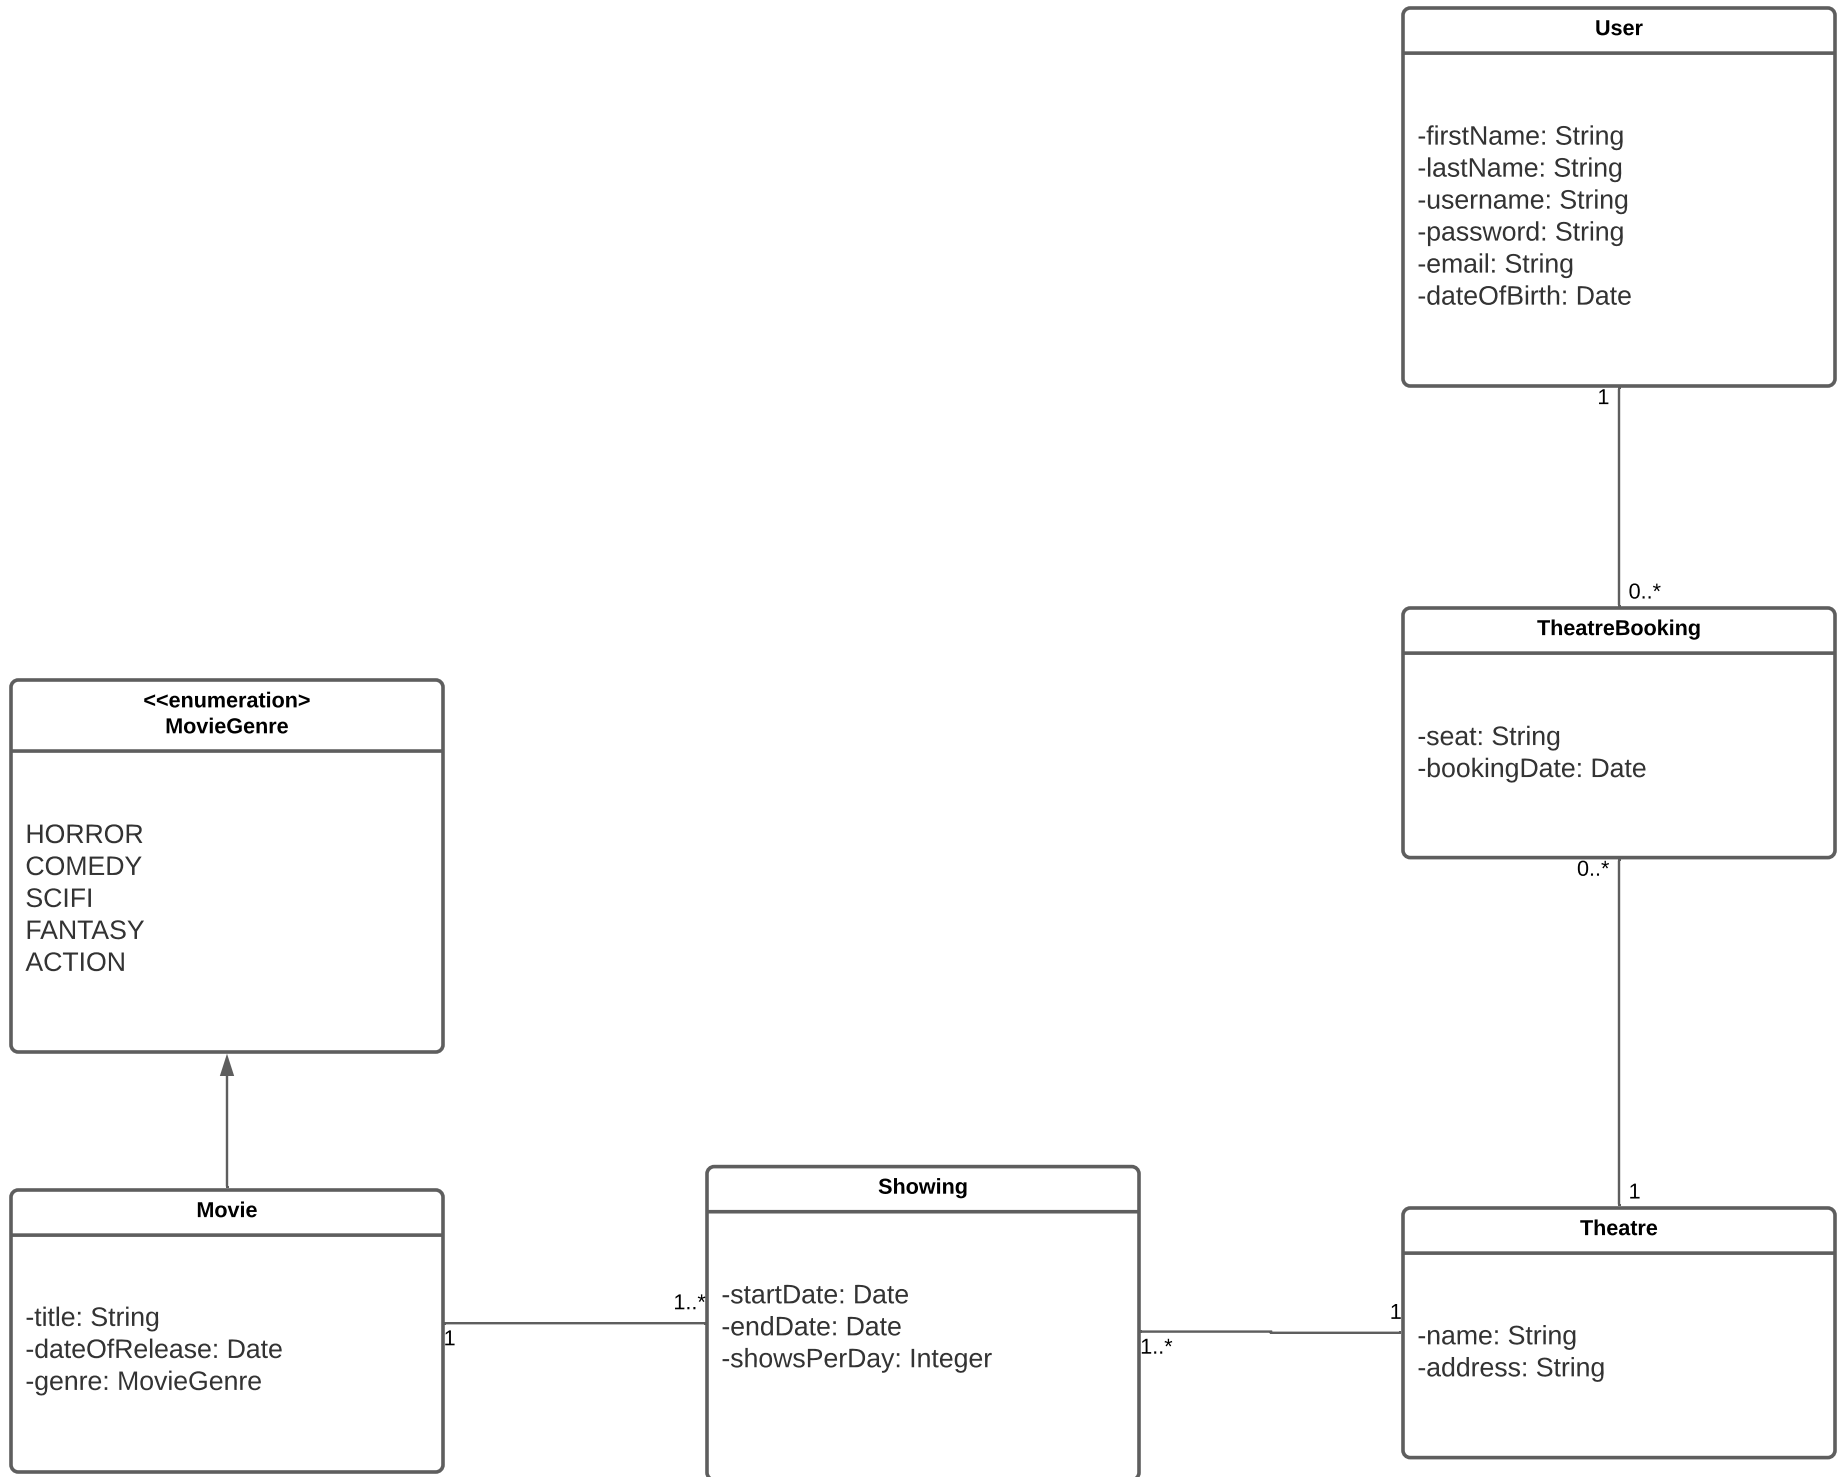 User
-firstName: String
-lastName: String
-username: String
-password: String
-email: String
-dateOfBirth: Date
1
0..*
TheatreBooking
-seat: String
-bookingDate: Date
0..*
1
<<enumeration>
MovieGenre
HORROR
COMEDY
SCIFI
FANTASY
ACTION
Movie
-title: String
-dateOfRelease: Date
-genre: MovieGenre
1
1..*
Showing
-startDate: Date
-endDate: Date
-showsPerDay: Integer
1..*
1
Theatre
-name: String
-address: String